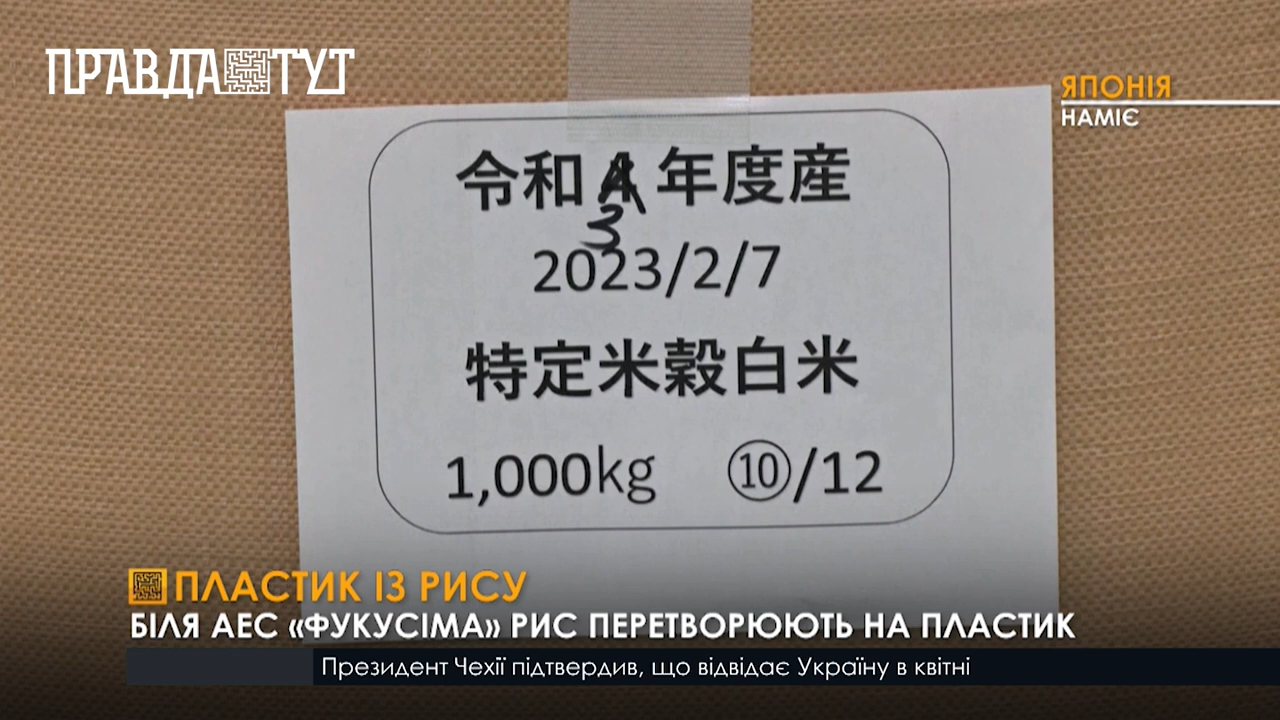 ПРАВДА ТУТ
ЯПОНІЯ
НАМІЄ
令和4年度産
3
2023/2/7
特定米穀白米
1,000kg ⑩/12
ПЛАСТИК ІЗ РИСУ
БІЛЯ АЕС «ФУКУСІМА» РИС ПЕРЕТВОРЮЮТЬ НА ПЛАСТИК
Президент Чехії підтвердив, що відвідає Україну в квітні